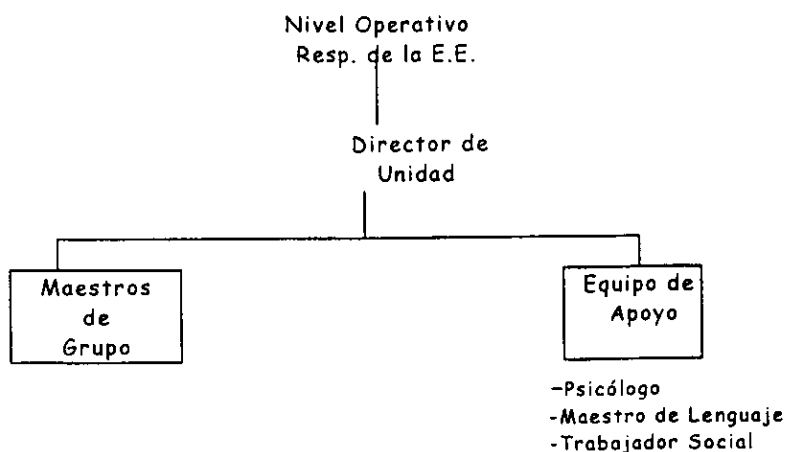 Nivel Operativo
Resp. de la E.E.
Director de
Unidad
Maestros
de
Grupo
Equipo de
Apoyo
-Psicólogo
-Maestro de Lenguaje
-Trabajador Social